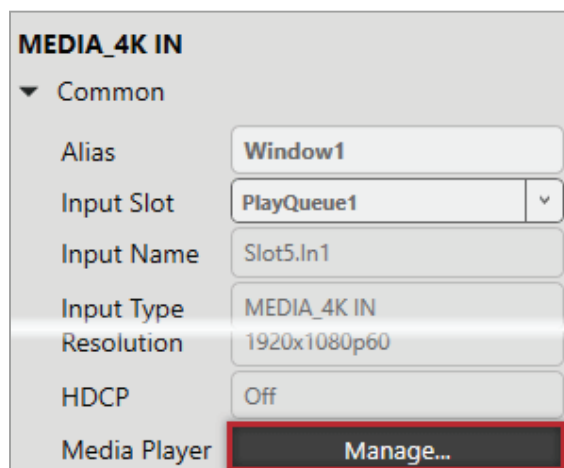 MEDIA_4K IN
Common
Alias Window1
Input Slot PlayQueue1
Input Name Slot5.In1
Input Type MEDIA_4K IN
Resolution 1920x1080p60
HDCP Off
Media Player Manage...